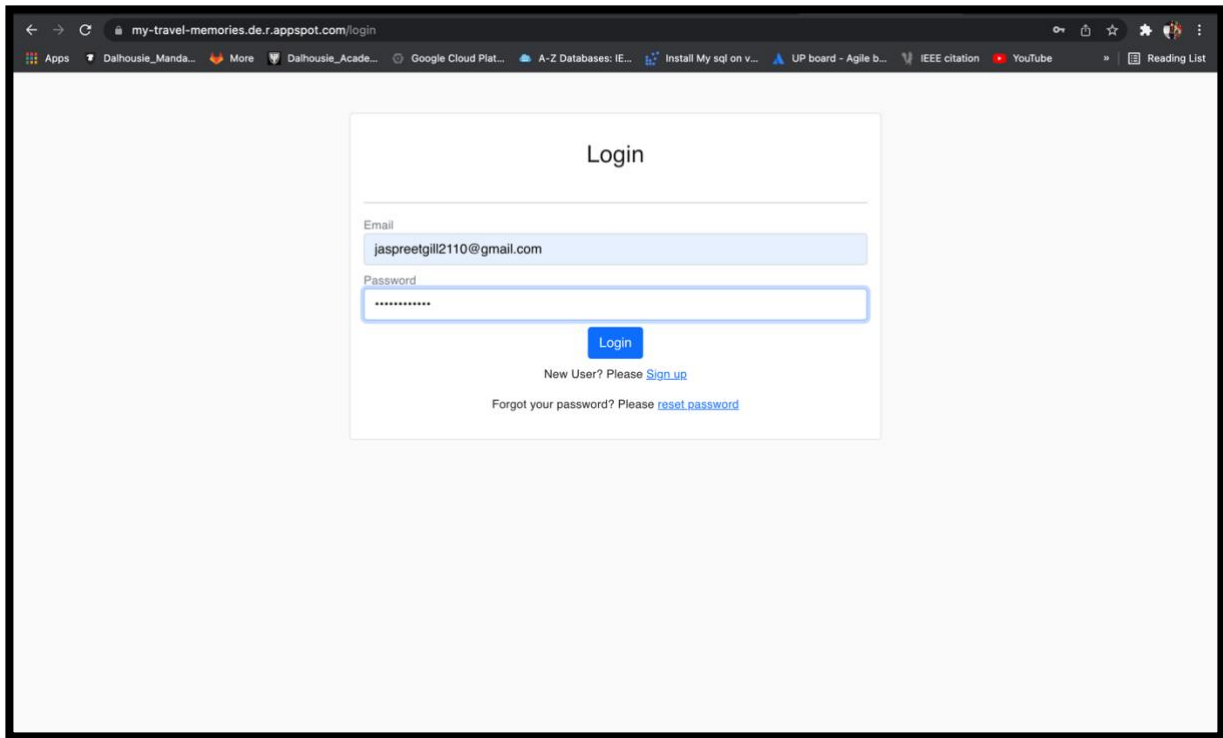 my-travel-memories.de.r.appspot.com/login
Apps Dalhousie_Manda... More Dalhousie_Acade... Google Cloud Plat... A-Z Databases: IE... Install My sql on v... UP board - Agile b... IEEE citation YouTube » Reading List
Login
Email
jaspreetgill2110@gmail.com
Password
••••••••••••
Login
New User? Please Sign up
Forgot your password? Please reset password